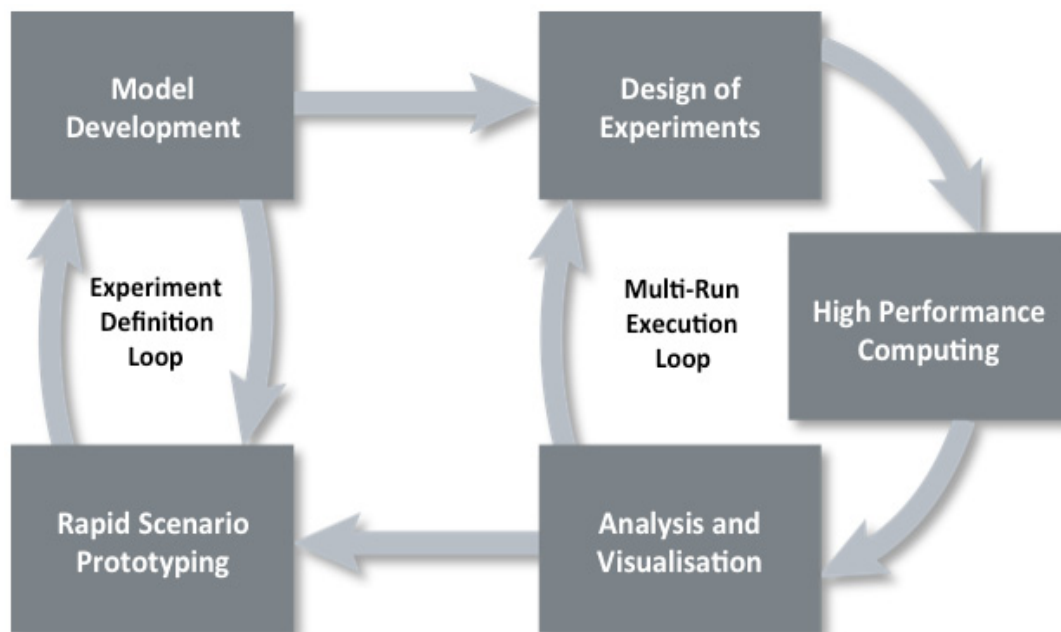 Model
Development
Design of
Experiments
Experiment
Definition
Loop
Multi-Run
Execution
Loop
High Performance
Computing
Rapid Scenario
Prototyping
Analysis and
Visualisation